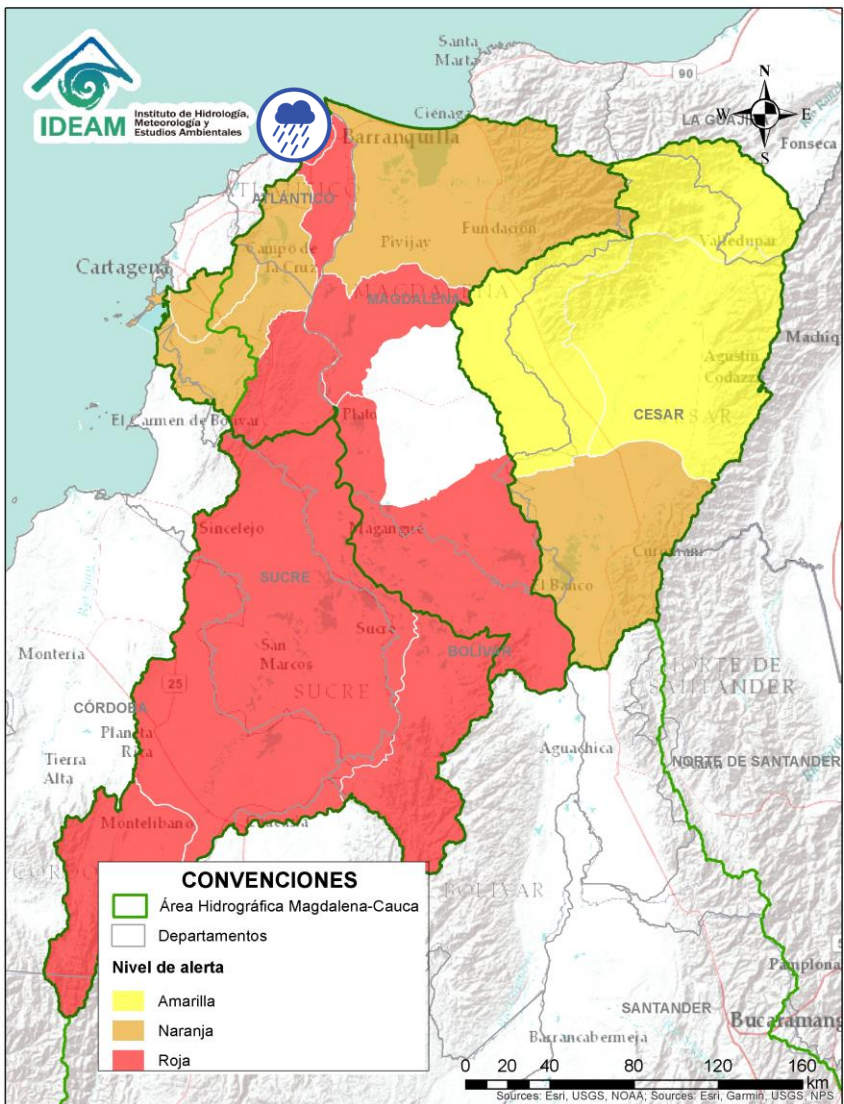 IDEAM
Instituto de Hidrología,
Meteorología y
Estudios Ambientales
Santa
Marta
90
N
W
E
S
LA GUAJI
Fonseca
Ciénaga
Barranquilla
ATLÁNTICO
Cartagena
Campo de
la Cruz
Pivijay
Fundación
Valledupar
MAGDALENA
Machiq
Agustín
Codazzi
El Carmen de Bolívar
Plato
CESAR
Sincelejo
Magangué
SUCRE
Curumaní
El Banco
Sucre
Montería
San
Marcos
BOLÍVAR
SUCRE
NORTE DE
SANTANDER
25
CÓRDOBA
Planeta
Rica
Tierra
Alta
Aguachica
NORTE DE SANTANDER
Montelíbano
Caucasia
BOLÍVAR
CONVENCIONES
Área Hidrográfica Magdalena-Cauca
Departamentos
Nivel de alerta
Amarilla
Naranja
Roja
Pamplona
SANTANDER
Bucaramang
Barrancabermeja
0 20 40 80 120 160
km
Sources: Esri, USGS, NOAA; Sources: Esri, Garmin, USGS, NPS